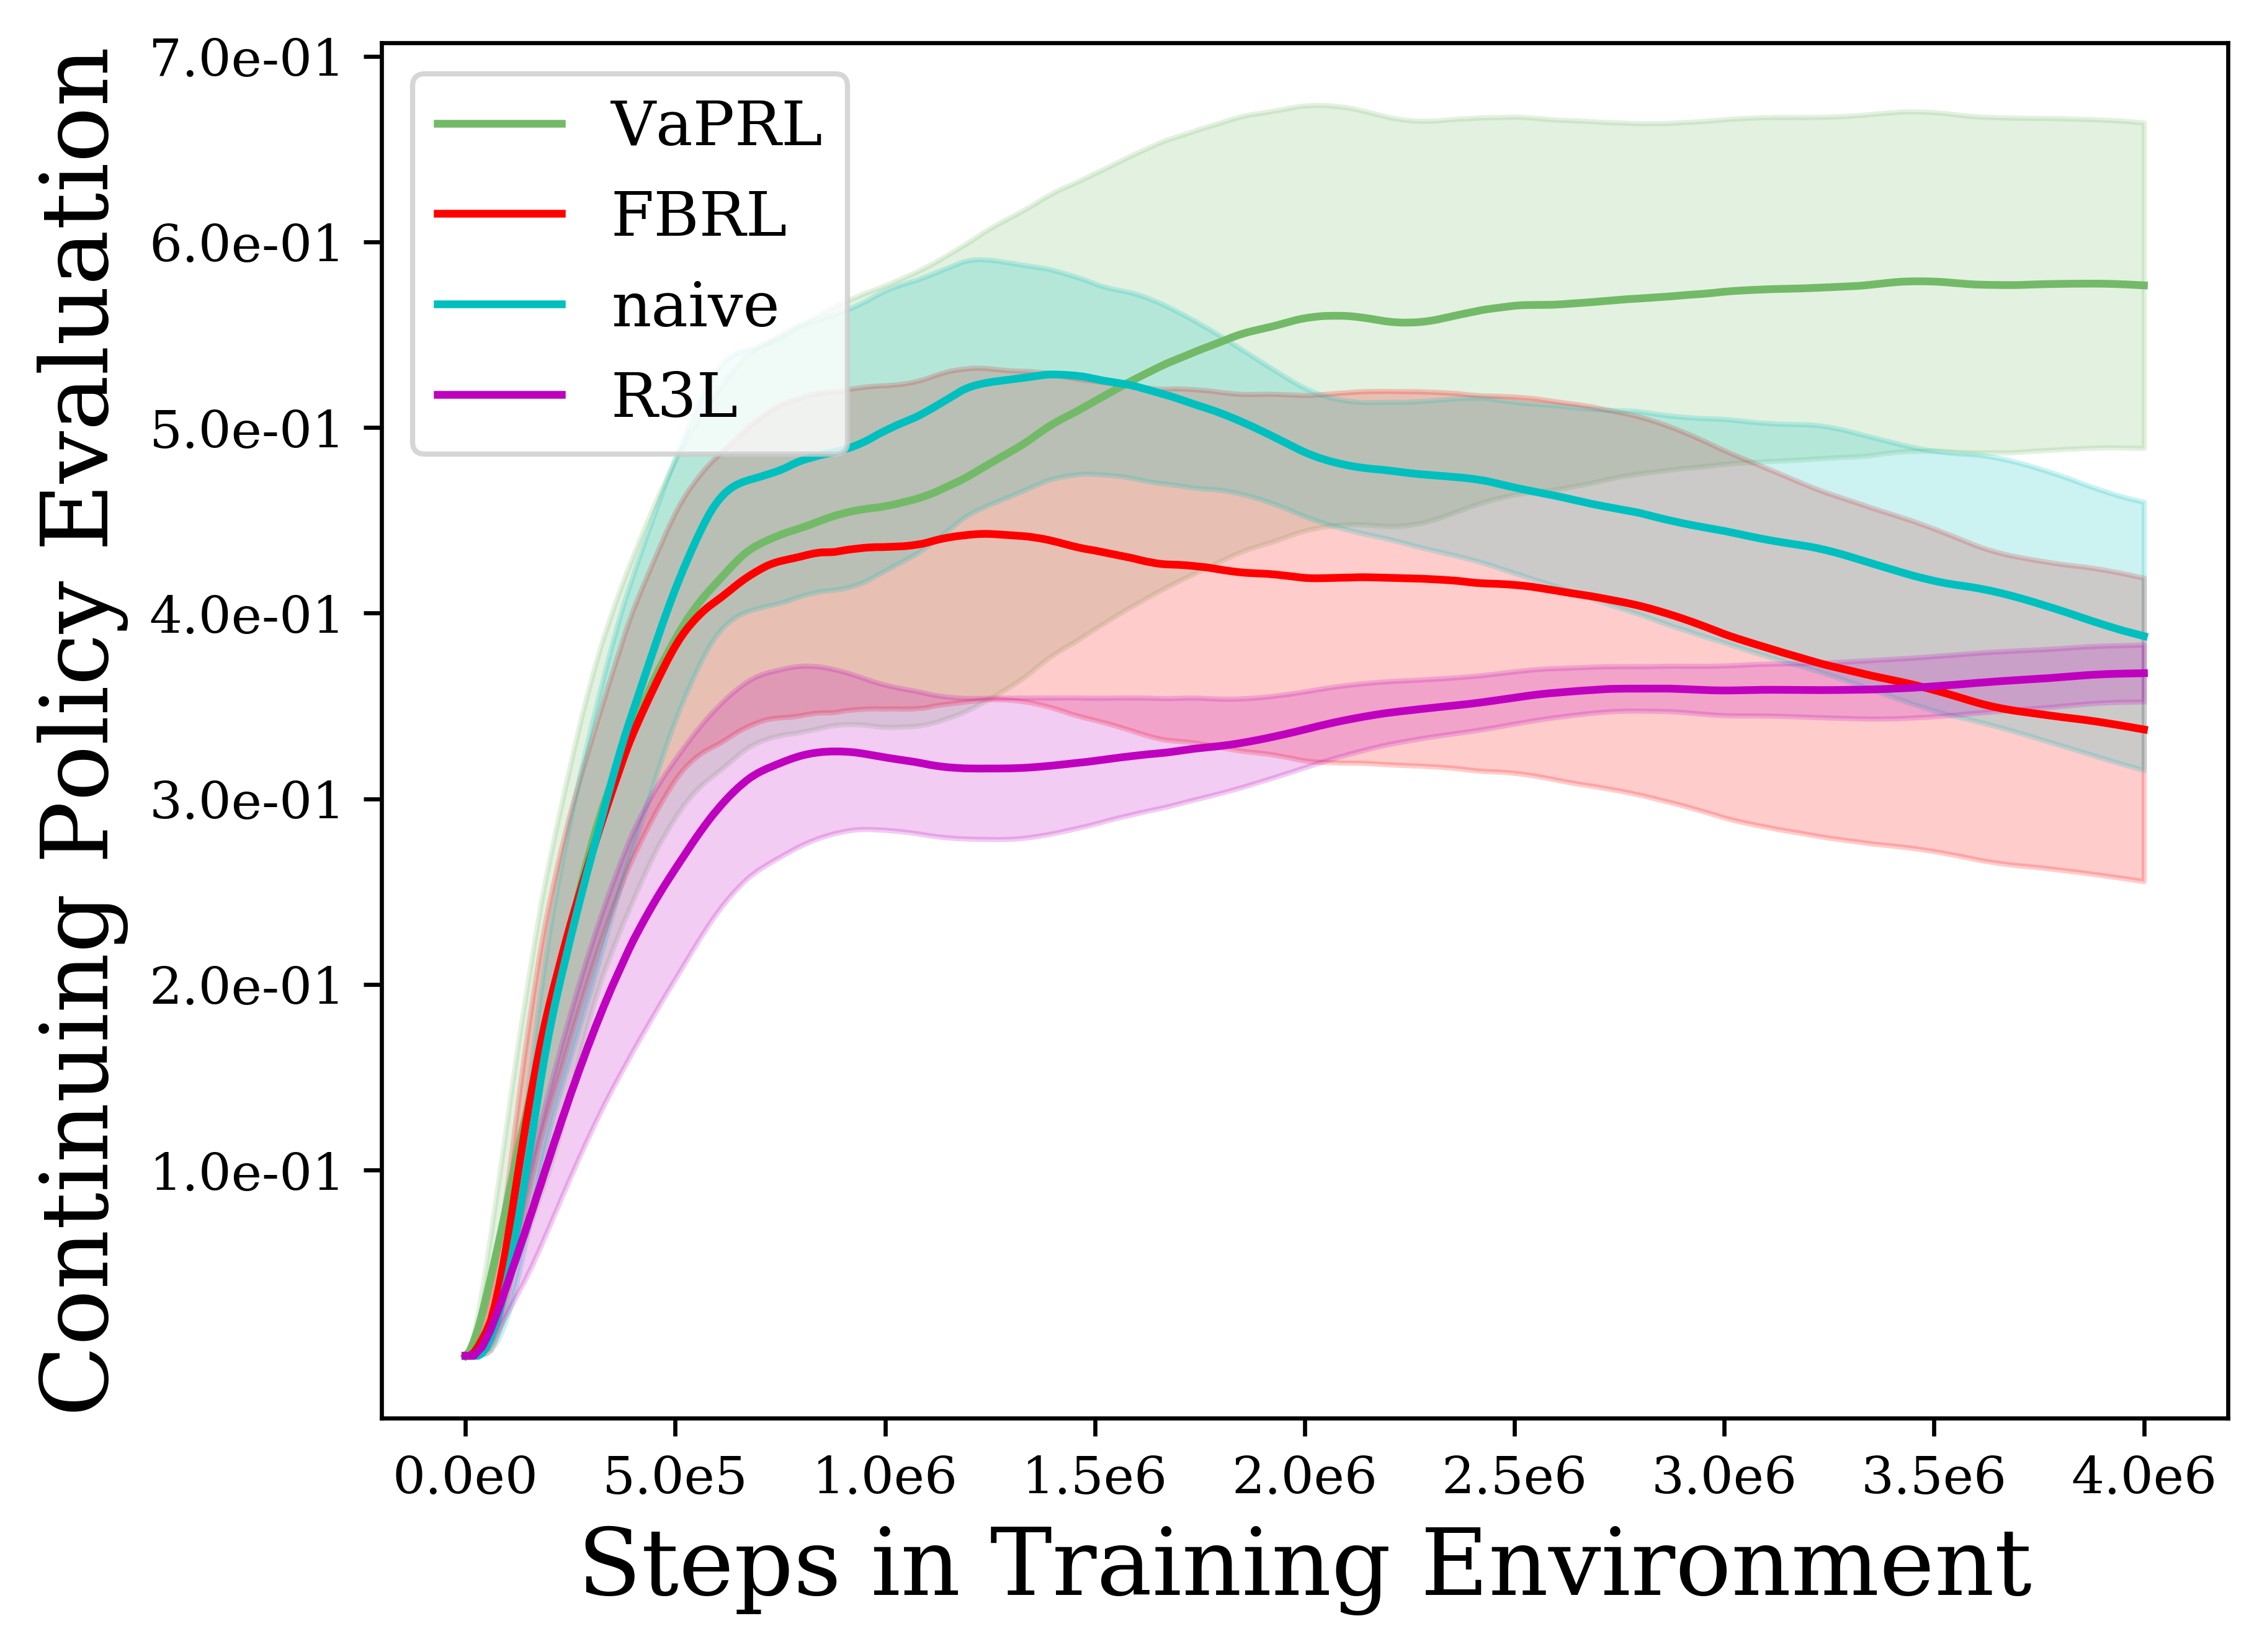 Continuing Policy Evaluation
7.0e-01
6.0e-01
5.0e-01
4.0e-01
3.0e-01
2.0e-01
1.0e-01
VaPRL
FBRL
naive
R3L
0.0e0 5.0e5 1.0e6 1.5e6 2.0e6 2.5e6 3.0e6 3.5e6 4.0e6
Steps in Training Environment